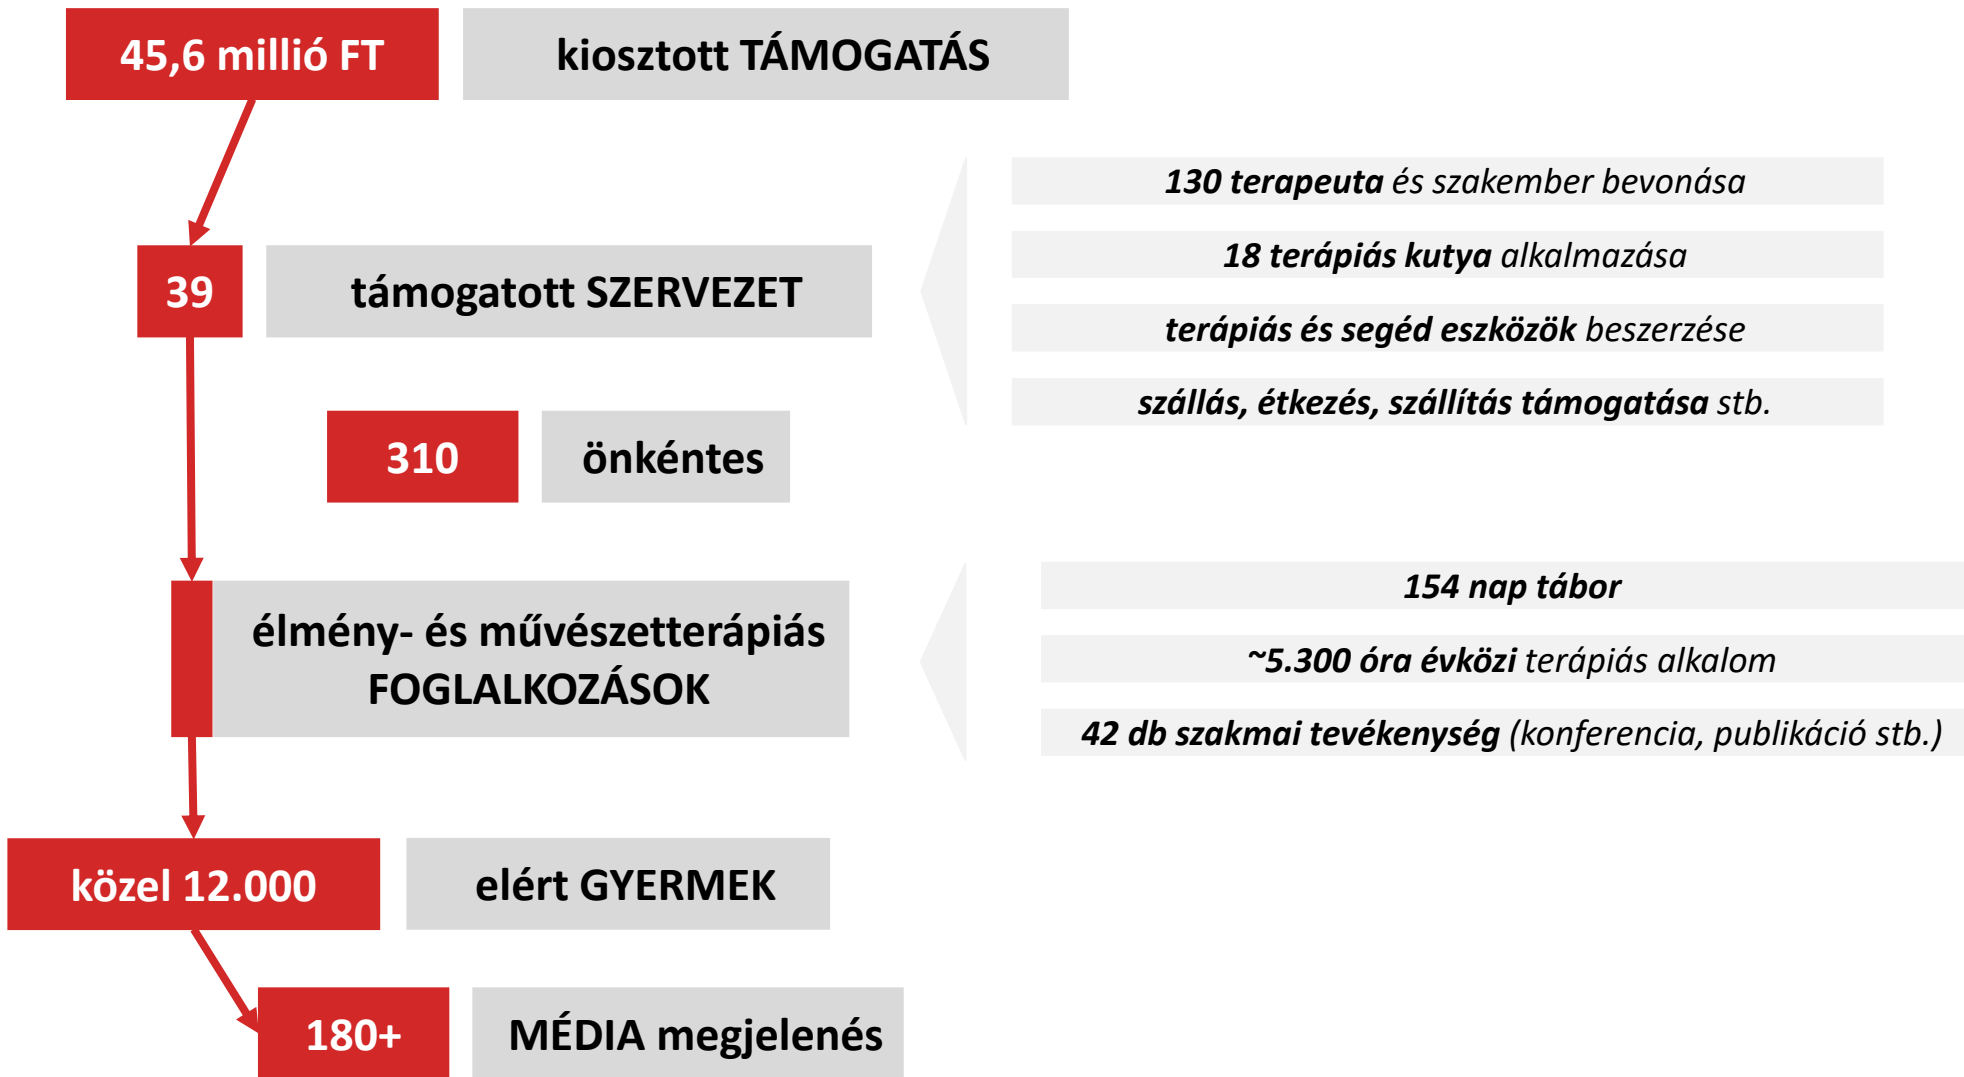 45,6 millió FT
kiosztott TÁMOGATÁS
130 terapeuta és szakember bevonása
18 terápiás kutya alkalmazása
39
támogatott SZERVEZET
terápiás és segéd eszközök beszerzése
szállás, étkezés, szállítás támogatása stb.
310
önkéntes
154 nap tábor
élmény- és művészetterápiás
FOGLALKOZÁSOK
~5.300 óra évközi terápiás alkalom
42 db szakmai tevékenység (konferencia, publikáció stb.)
közel 12.000
elért GYERMEK
180+
MÉDIA megjelenés